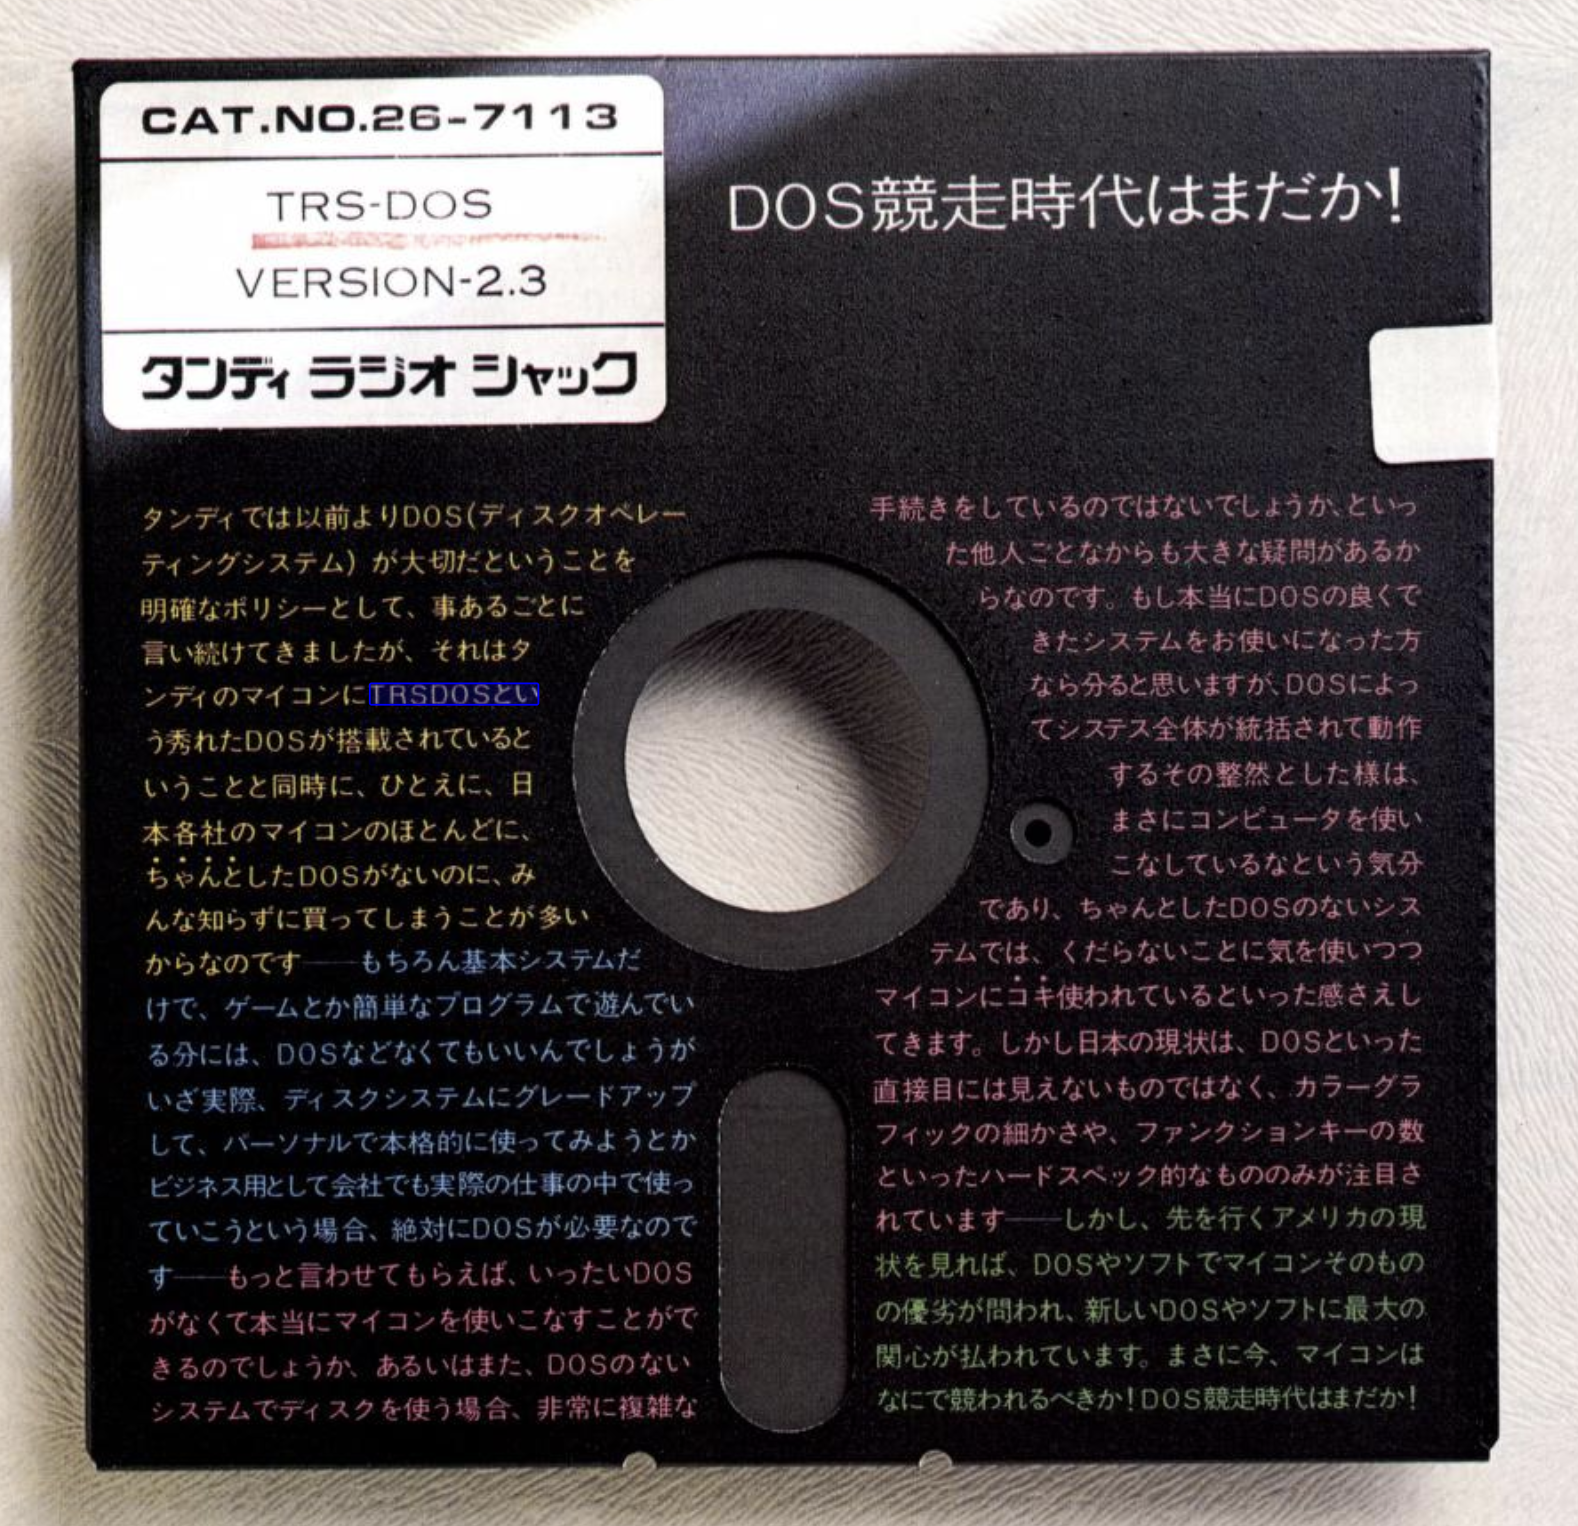 CAT.NO.26-7113
TRS-DOS
VERSION-2.3
タンディ ラジオ シャック
DOS競走時代はまだか!
タンディでは以前よりDOS(ディスクオペレー
ティングシステム)が大切だということを
明確なポリシーとして、事あるごとに
言い続けてきましたが、それはタ
ンディのマイコンにTRSDOSとい
う秀れたDOSが搭載されていると
いうことと同時に、ひとえに、日
本各社のマイコンのほとんどに、
ちゃんとしたDOSがないのに、み
んな知らずに買ってしまうことが多い
からなのです──もちろん基本システムだ
けで、ゲームとか簡単なプログラムで遊んでい
る分には、DOSなどなくてもいいんでしょうが
いざ実際、ディスクシステムにグレードアップ
して、パーソナルで本格的に使ってみようとか
ビジネス用として会社でも実際の仕事の中で使っ
ていこうという場合、絶対にDOSが必要なので
す──もっと言わせてもらえば、いったいDOS
がなくて本当にマイコンを使いこなすことがで
きるのでしょうか、あるいはまた、DOSのない
システムでディスクを使う場合、非常に複雑な
手続きをしているのではないでしょうか、といっ
た他人ごとなからも大きな疑問があるか
らなのです。もし本当にDOSの良くで
きたシステムをお使いになった方
なら分ると思いますが、DOSによっ
てシステス全体が統括されて動作
するその整然とした様は、
まさにコンピュータを使い
こなしているなという気分
であり、ちゃんとしたDOSのないシス
テムでは、くだらないことに気を使いつつ
マイコンにコキ使われているといった感さえし
てきます。しかし日本の現状は、DOSといった
直接目には見えないものではなく、カラーグラ
フィックの細かさや、ファンクションキーの数
といったハードスペック的なもののみが注目さ
れています──しかし、先を行くアメリカの現
状を見れば、DOSやソフトでマイコンそのもの
の優劣が問われ、新しいDOSやソフトに最大の
関心が払われています。まさに今、マイコンは
なにで競われるべきか!DOS競走時代はまだか!